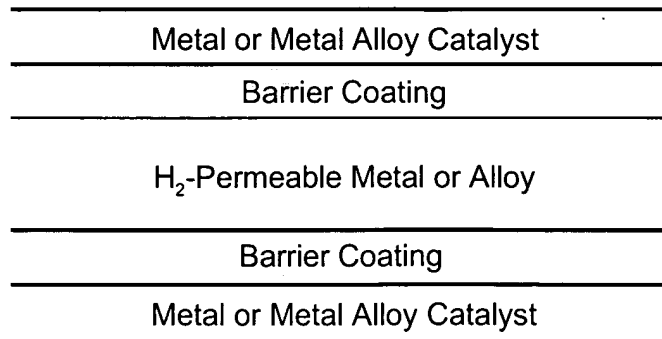 Metal or Metal Alloy Catalyst
Barrier Coating
H₂-Permeable Metal or Alloy
Barrier Coating
Metal or Metal Alloy Catalyst